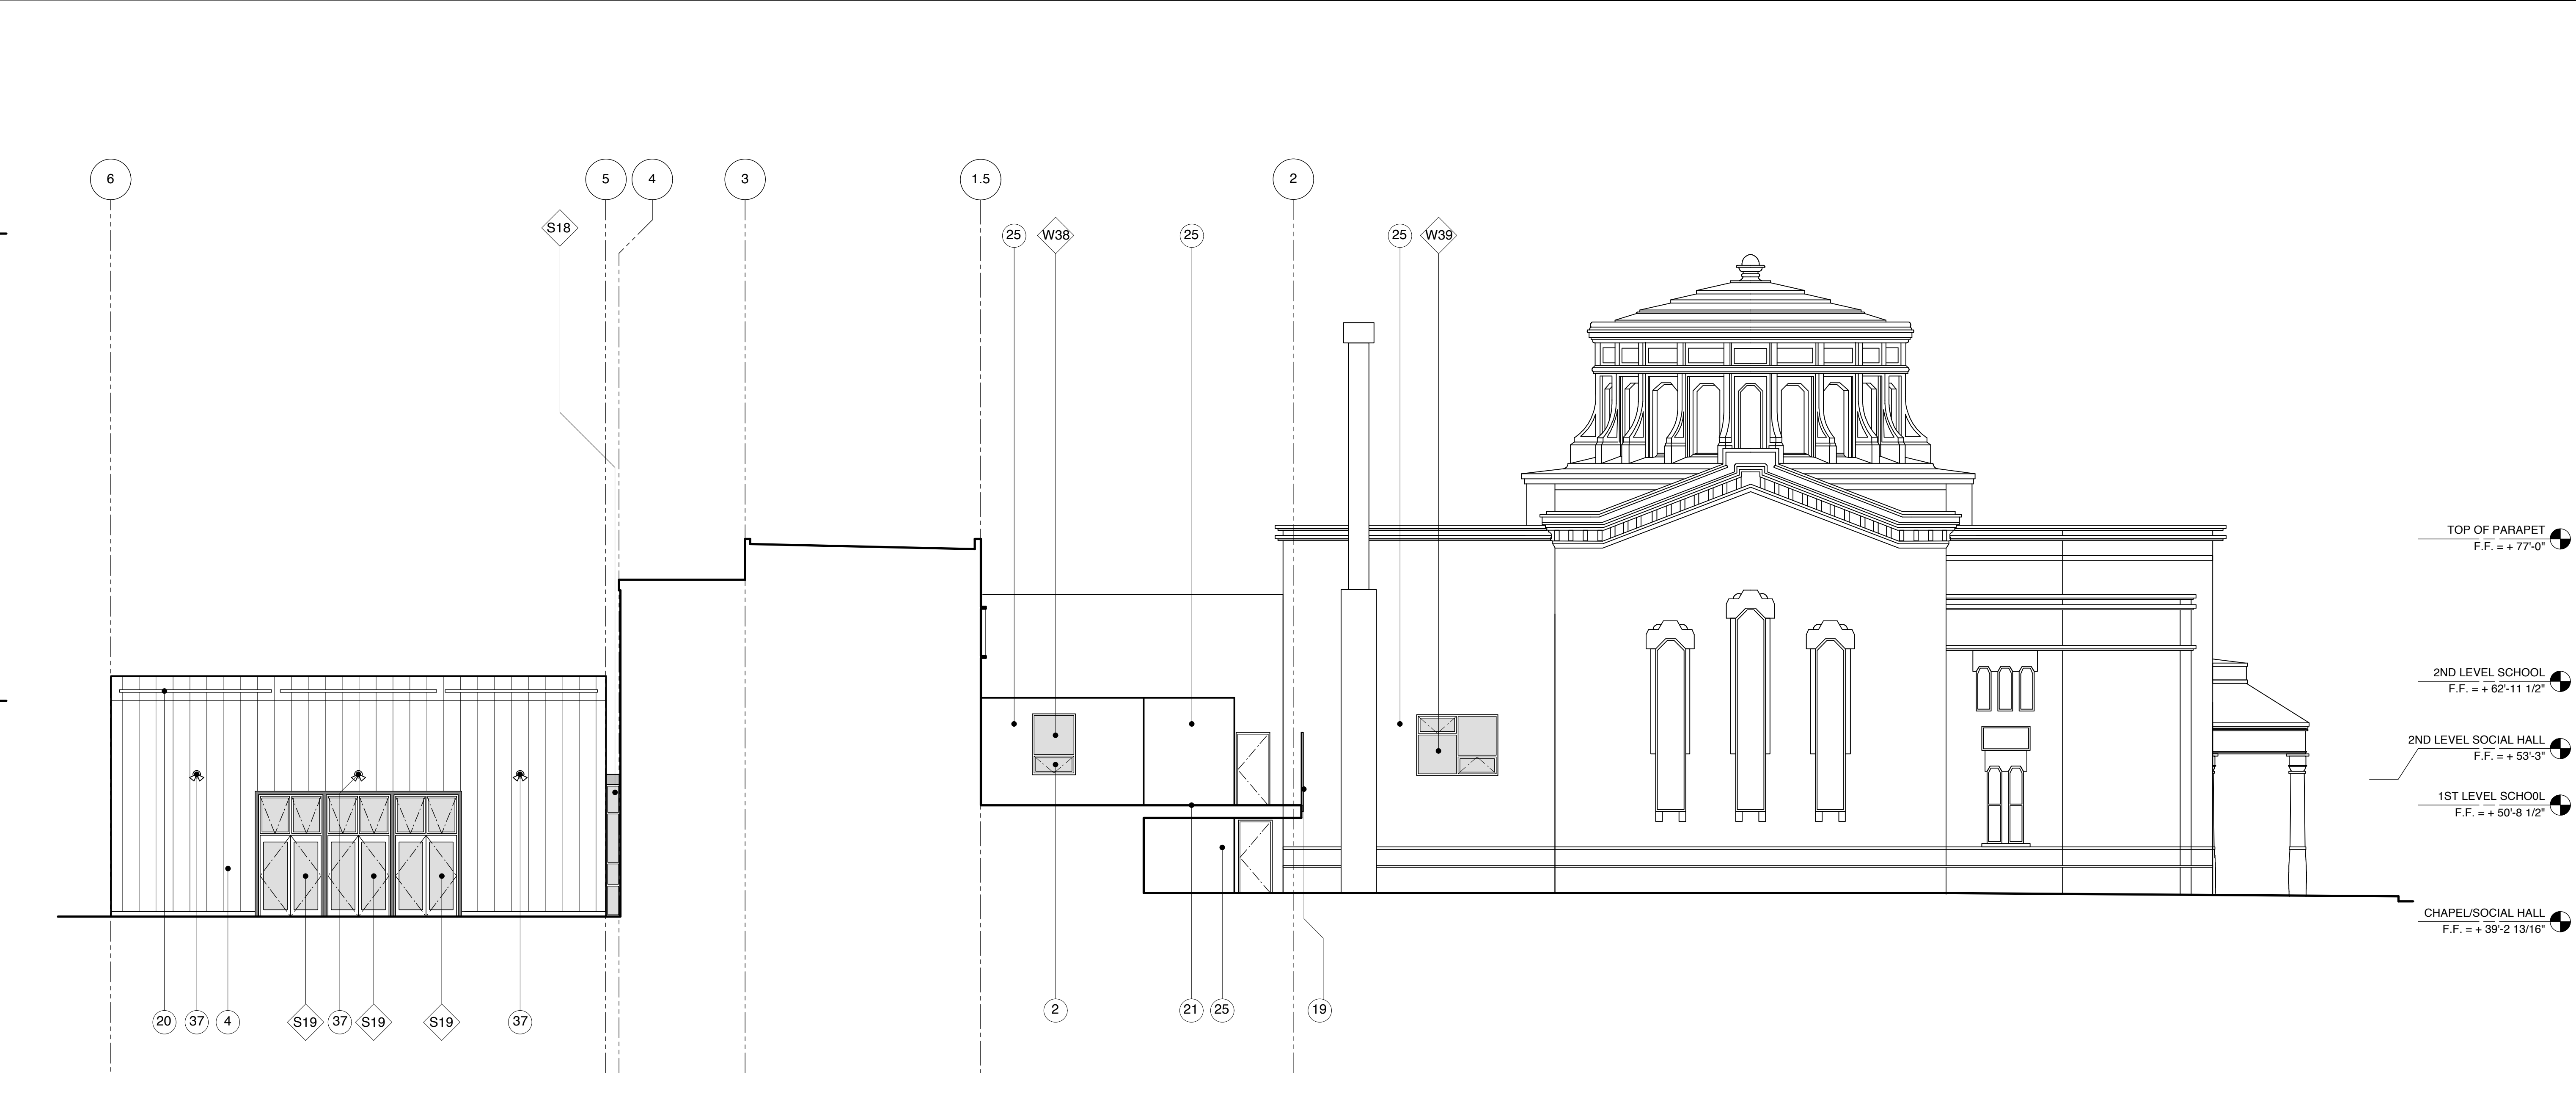 6
5
4
3
1.5
2
S18
25
W38
25
25
W39
TOP OF PARAPET
F.F. = + 77'-0"
2ND LEVEL SCHOOL
F.F. = + 62'-11 1/2"
2ND LEVEL SOCIAL HALL
F.F. = + 53'-3"
1ST LEVEL SCHO0L
F.F. = + 50'-8 1/2"
CHAPEL/SOCIAL HALL
F.F. = + 39'-2 13/16"
20
37
4
S19
37
S19
S19
37
2
21
25
19